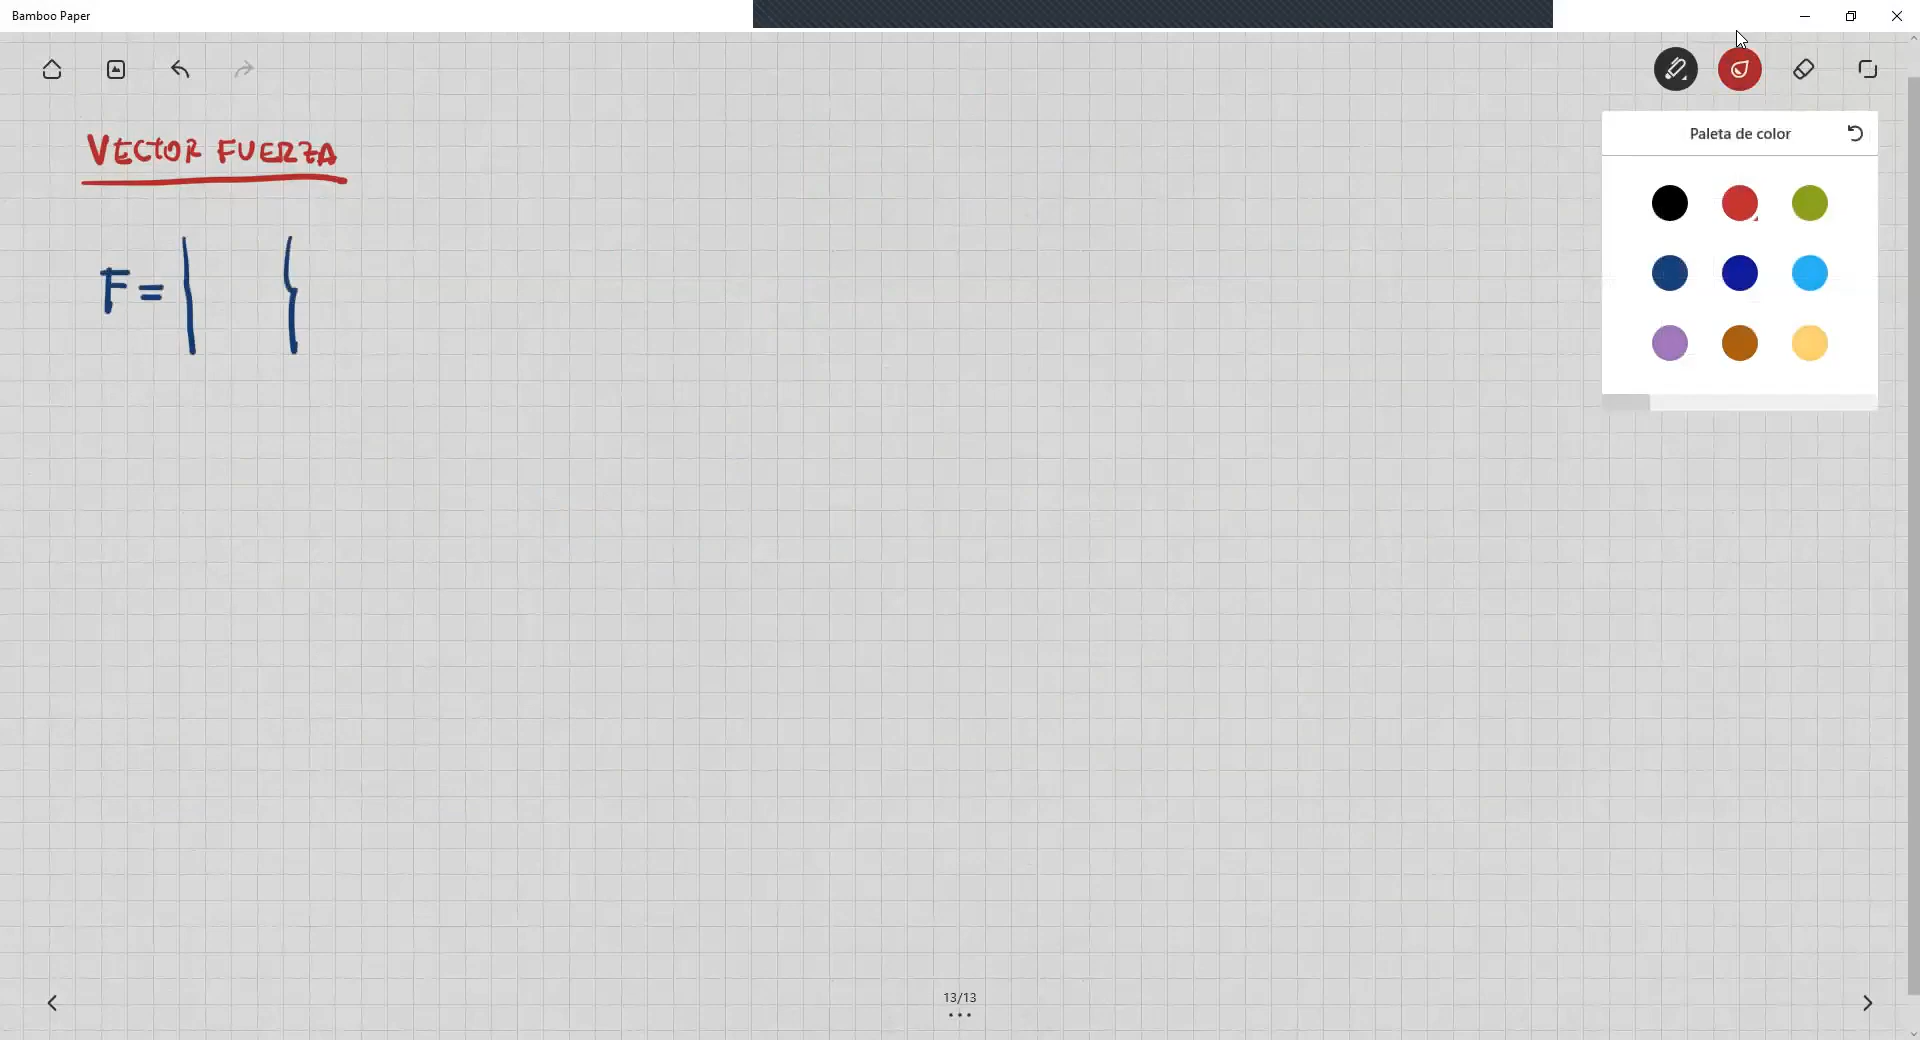 Bamboo Paper
VECTOR FUERZA
Paleta de color
F = { }
13/13